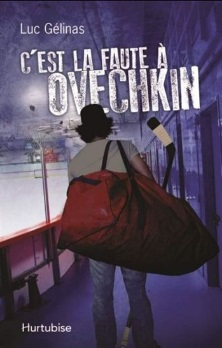 Luc Gélinas
C'EST LA FAUTE À
OVECHKIN
Hurtubise